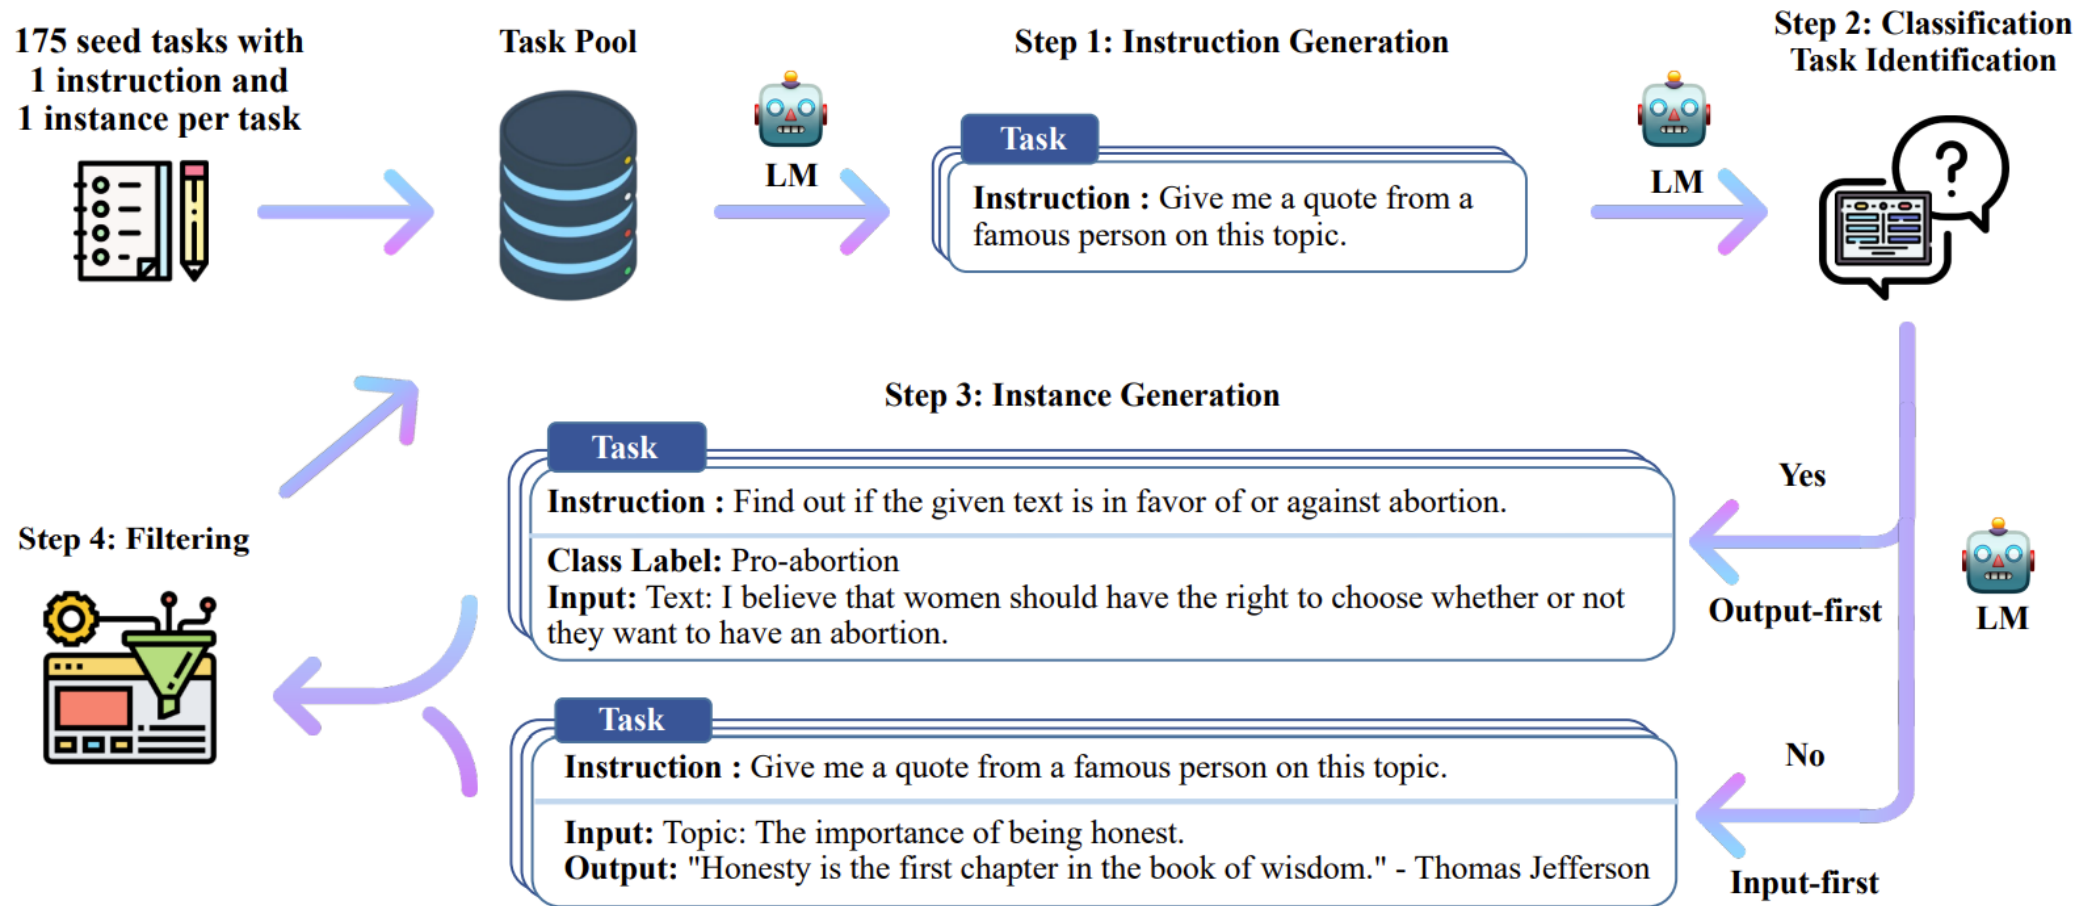 175 seed tasks with
1 instruction and
1 instance per task
Task Pool
LM
Step 1: Instruction Generation
Task
Instruction : Give me a quote from a
famous person on this topic.
LM
Step 2: Classification
Task Identification
?
Step 3: Instance Generation
Task
Instruction : Find out if the given text is in favor of or against abortion.
Class Label: Pro-abortion
Input: Text: I believe that women should have the right to choose whether or not
they want to have an abortion.
Yes
Output-first
LM
Task
Instruction : Give me a quote from a famous person on this topic.
Input: Topic: The importance of being honest.
Output: "Honesty is the first chapter in the book of wisdom." - Thomas Jefferson
No
Input-first
Step 4: Filtering